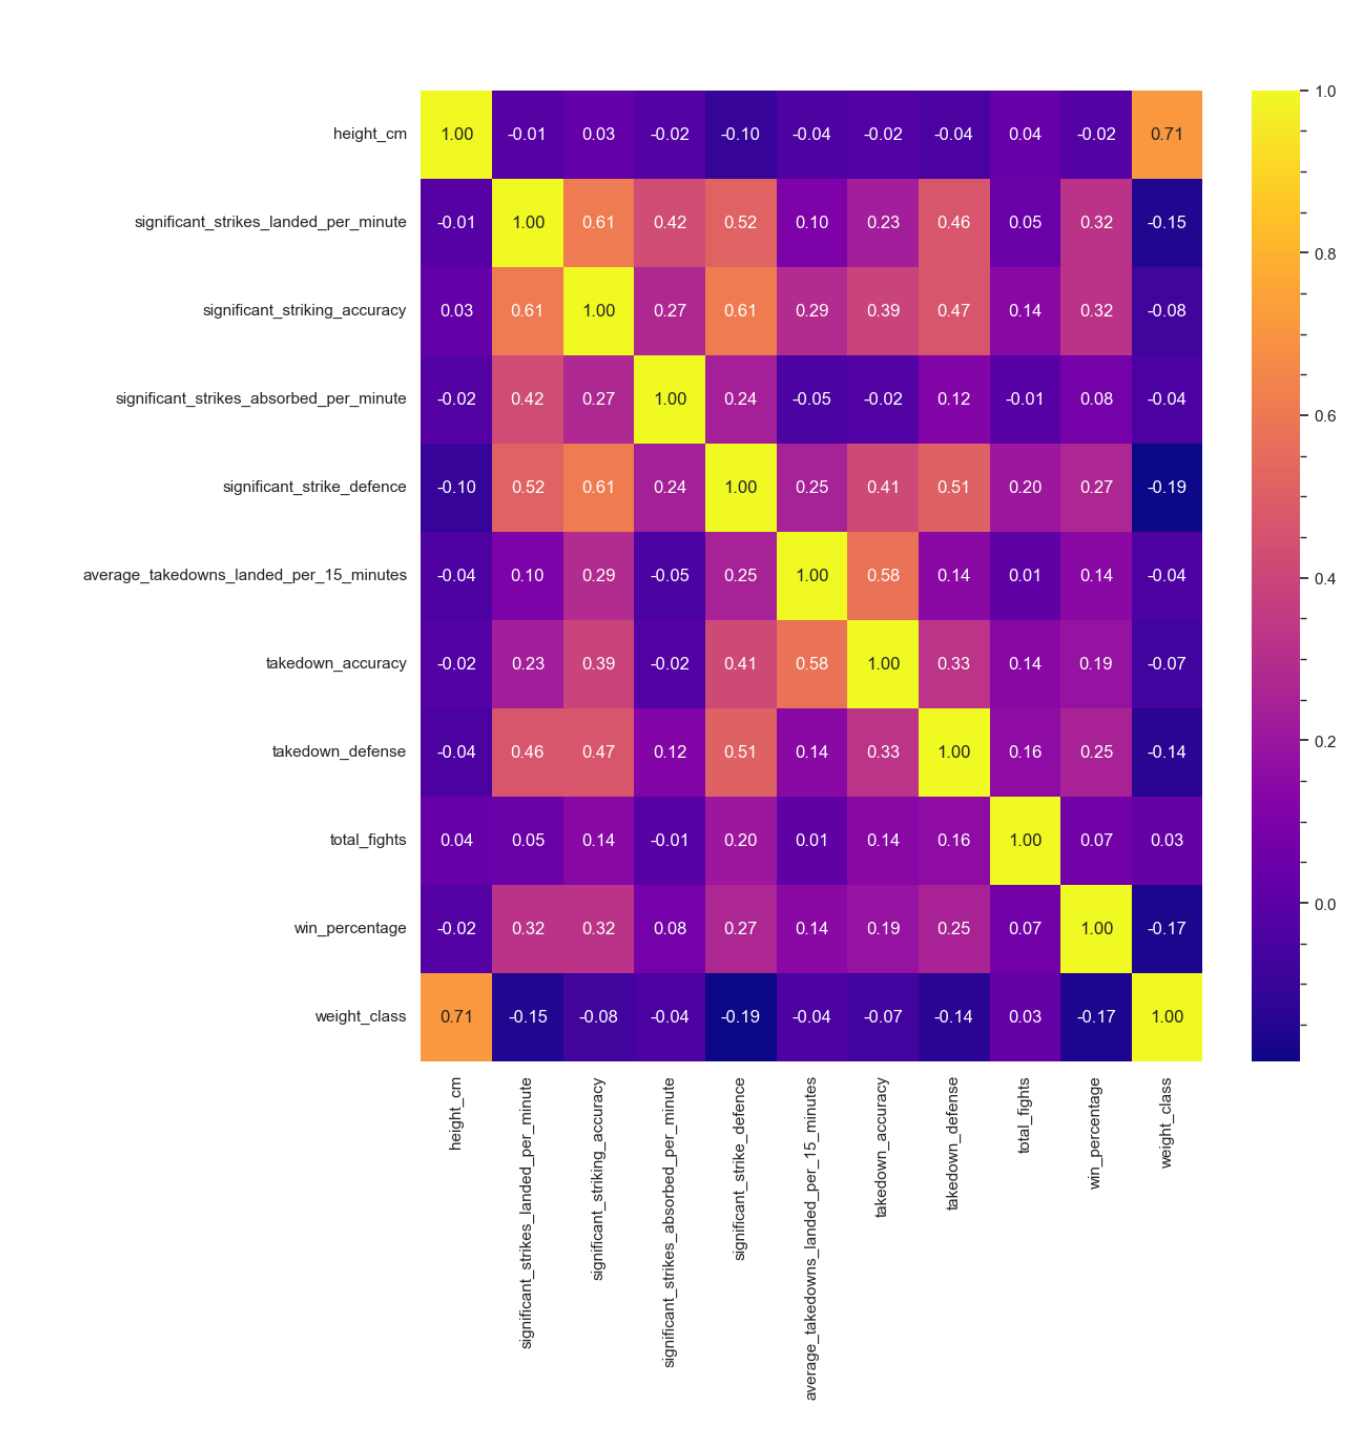 height_cm 1.00 -0.01 0.03 -0.02 -0.10 -0.04 -0.02 -0.04 0.04 -0.02 0.71
significant_strikes_landed_per_minute -0.01 1.00 0.61 0.42 0.52 0.10 0.23 0.46 0.05 0.32 -0.15
significant_striking_accuracy 0.03 0.61 1.00 0.27 0.61 0.29 0.39 0.47 0.14 0.32 -0.08
significant_strikes_absorbed_per_minute -0.02 0.42 0.27 1.00 0.24 -0.05 -0.02 0.12 -0.01 0.08 -0.04
significant_strike_defence -0.10 0.52 0.61 0.24 1.00 0.25 0.41 0.51 0.20 0.27 -0.19
average_takedowns_landed_per_15_minutes -0.04 0.10 0.29 -0.05 0.25 1.00 0.58 0.14 0.01 0.14 -0.04
takedown_accuracy -0.02 0.23 0.39 -0.02 0.41 0.58 1.00 0.33 0.14 0.19 -0.07
takedown_defense -0.04 0.46 0.47 0.12 0.51 0.14 0.33 1.00 0.16 0.25 -0.14
total_fights 0.04 0.05 0.14 -0.01 0.20 0.01 0.14 0.16 1.00 0.07 0.03
win_percentage -0.02 0.32 0.32 0.08 0.27 0.14 0.19 0.25 0.07 1.00 -0.17
weight_class 0.71 -0.15 -0.08 -0.04 -0.19 -0.04 -0.07 -0.14 0.03 -0.17 1.00
height_cm
significant_strikes_landed_per_minute
significant_striking_accuracy
significant_strikes_absorbed_per_minute
significant_strike_defence
average_takedowns_landed_per_15_minutes
takedown_accuracy
takedown_defense
total_fights
win_percentage
weight_class
1.0
0.8
0.6
0.4
0.2
0.0